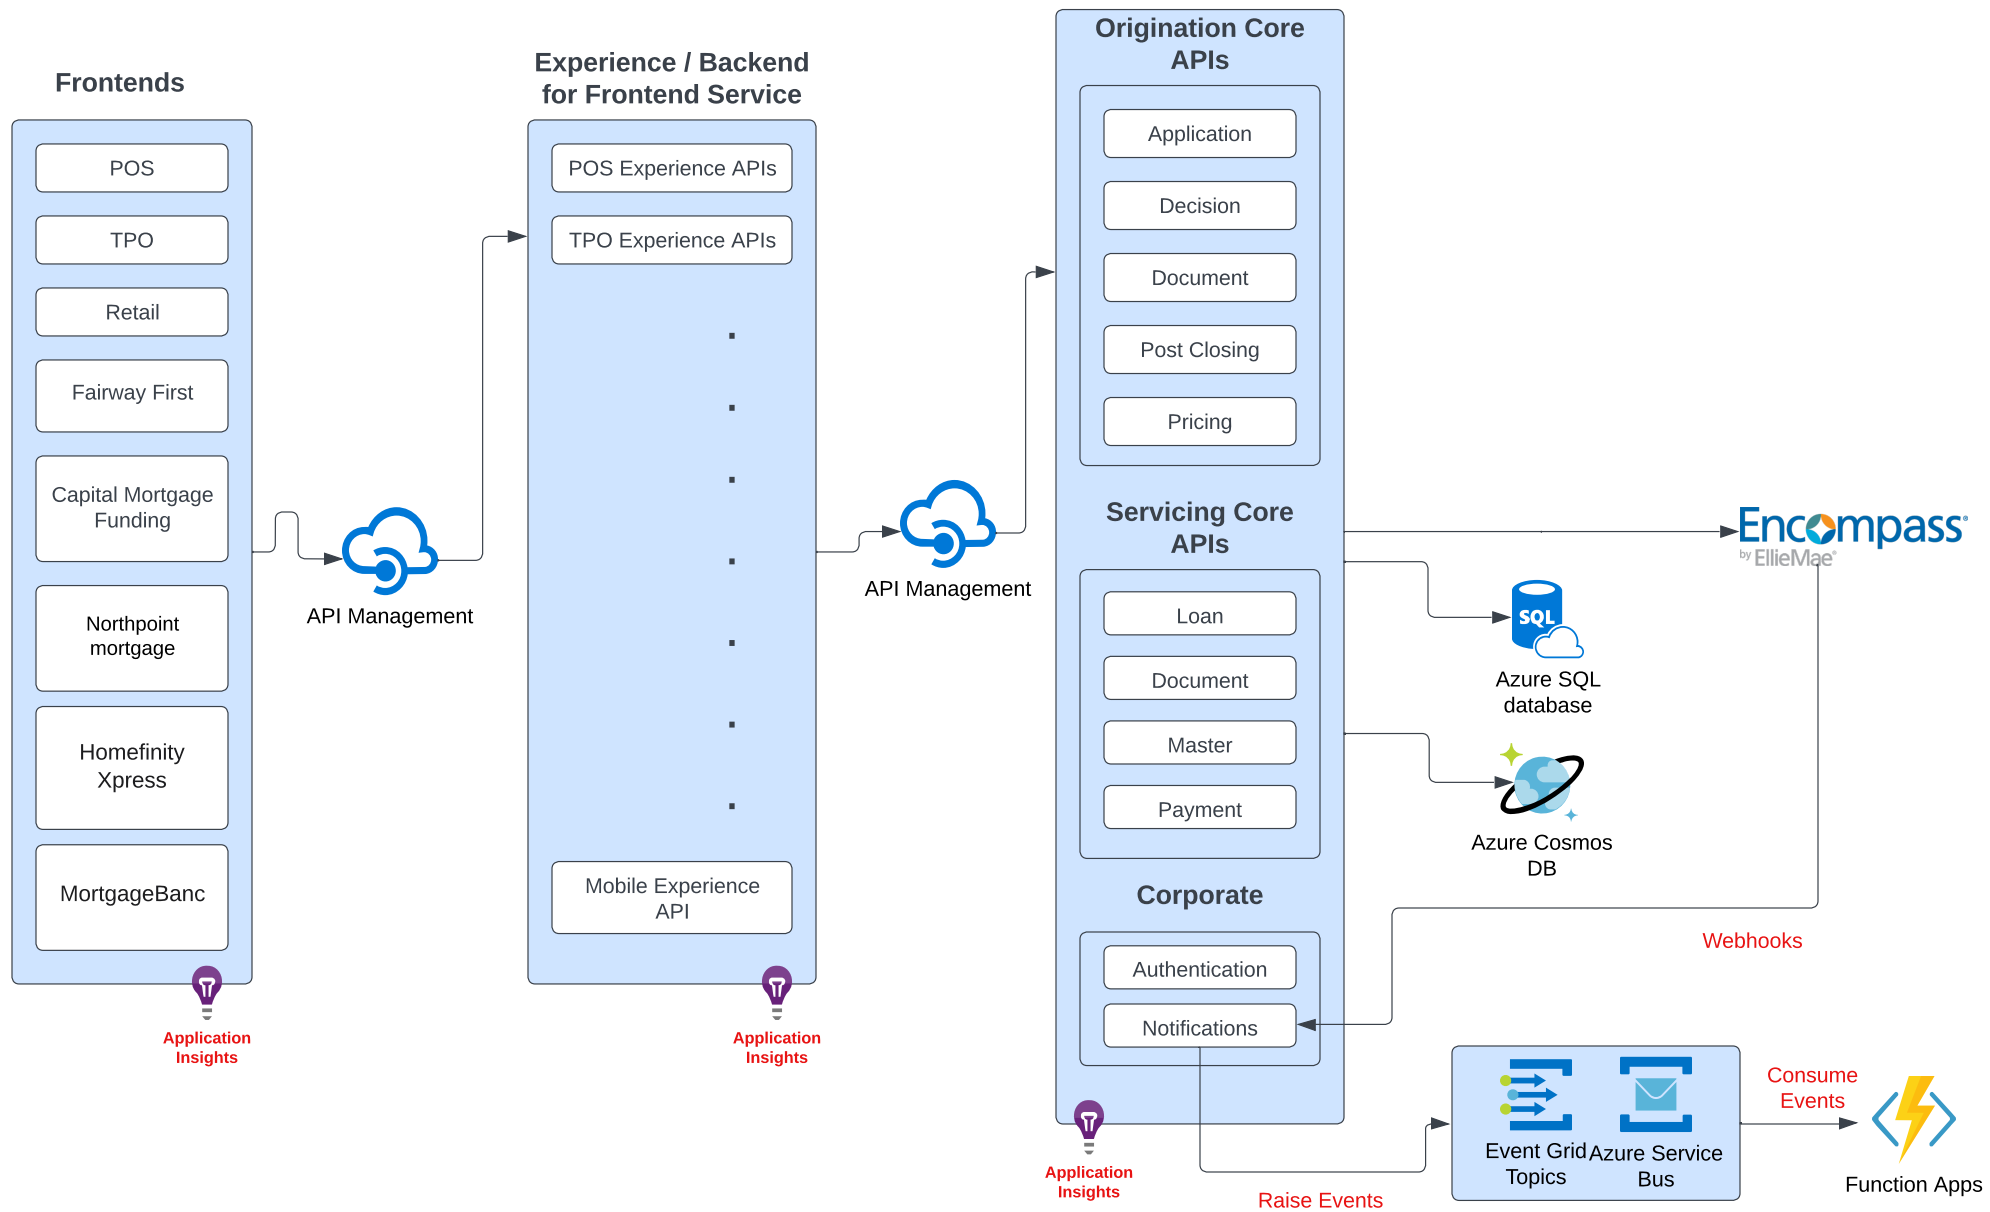 Frontends
POS
TPO
Retail
Fairway First
Capital Mortgage
Funding
Northpoint
mortgage
Homefinity
Xpress
MortgageBanc
Application
Insights
API Management
Experience / Backend
for Frontend Service
POS Experience APIs
TPO Experience APIs
.
.
.
.
.
.
.
Mobile Experience
API
Application
Insights
API Management
Origination Core
APIs
Application
Decision
Document
Post Closing
Pricing
Servicing Core
APIs
Loan
Document
Master
Payment
Corporate
Authentication
Notifications
Application
Insights
Encompass®
by EllieMae®
SQL
Azure SQL
database
Azure Cosmos
DB
Webhooks
Raise Events
Event Grid
Topics
Azure Service
Bus
Consume
Events
Function Apps